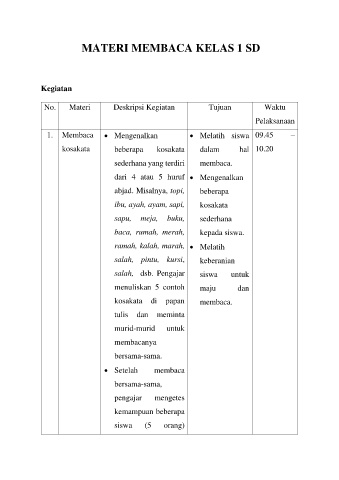 MATERI MEMBACA KELAS 1 SD
Kegiatan
No. Materi Deskripsi Kegiatan Tujuan Waktu
Pelaksanaan
1. Membaca
kosakata
• Mengenalkan
beberapa kosakata
sederhana yang terdiri
dari 4 atau 5 huruf
abjad. Misalnya, topi,
ibu, ayah, ayam, sapi,
sapu, meja, buku,
baca, rumah, merah,
ramah, kalah, marah,
salah, pintu, kursi,
salah, dsb. Pengajar
menuliskan 5 contoh
kosakata di papan
tulis dan meminta
murid-murid untuk
membacanya
bersama-sama.
• Setelah membaca
bersama-sama,
pengajar mengetes
kemampuan beberapa
siswa (5 orang)
• Melatih siswa
dalam hal
membaca.
• Mengenalkan
beberapa
kosakata
sederhana
kepada siswa.
• Melatih
keberanian
siswa untuk
maju dan
membaca.
09.45 –
10.20